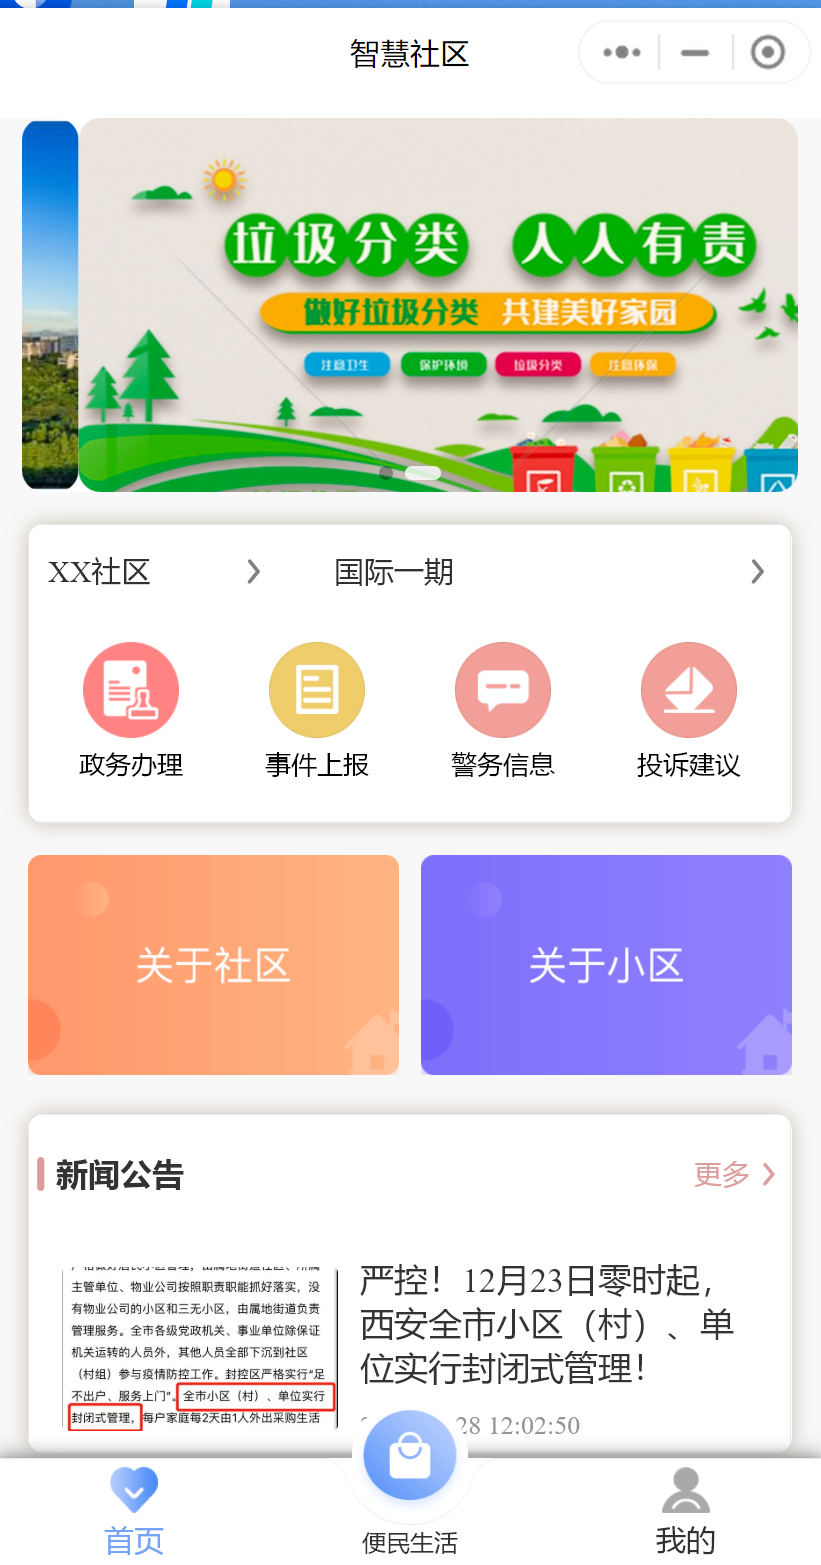 智慧社区
垃圾分类 人人有责
做好垃圾分类 共建美好家园
注意卫生 保护环境 垃圾分类 注意环保
XX社区 国际一期
政务办理 事件上报 警务信息 投诉建议
关于社区 关于小区
新闻公告 更多
主管单位、物业公司按照职责职能抓好落实，没
有物业公司的小区和三无小区，由属地街道负责
管理服务。全市各级党政机关、事业单位除保证
机关运转的人员外，其他人员全部下沉到社区
（村组）参与疫情防控工作。封控区严格实行“足
不出户、服务上门”。全市小区（村）、单位实行
封闭式管理，每户家庭每2天由1人外出采购生活
严控！12月23日零时起，
西安全市小区（村）、单
位实行封闭式管理！
28 12:02:50
首页 便民生活 我的